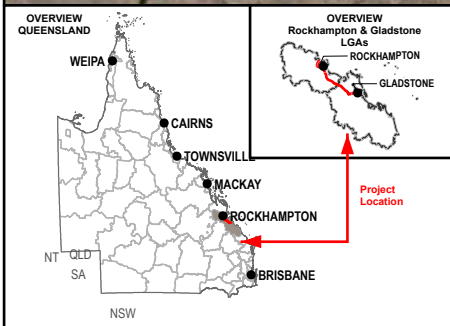 OVERVIEW
QUEENSLAND
WEIPA
CAIRNS
TOWNSVILLE
MACKAY
ROCKHAMPTON
BRISBANE
NT
QLD
SA
NSW
OVERVIEW
Rockhampton & Gladstone
LGAs
ROCKHAMPTON
GLADSTONE
Project
Location